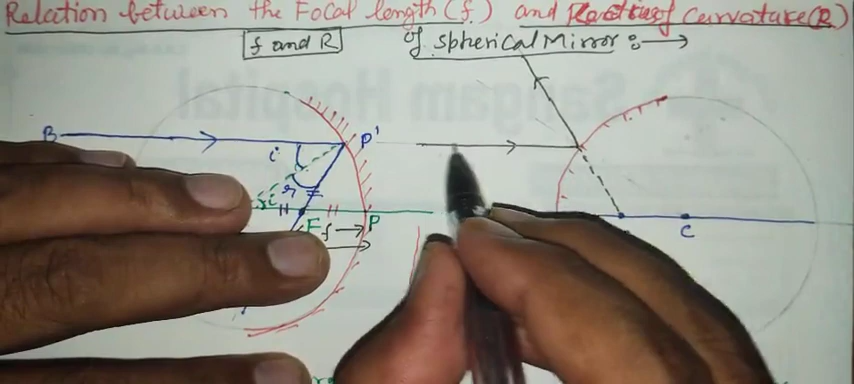 Relation between the Focal length (f) and Radius of Curvature (R)
f and R
of Spherical Mirror :→
B
P'
i
r
i
F
f
P
C